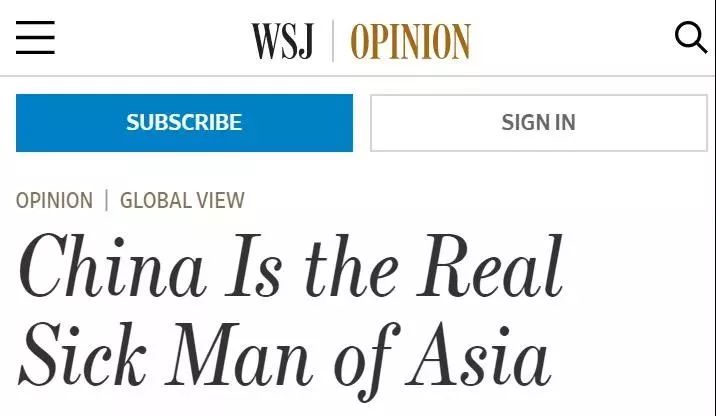 WSJ | OPINION
SUBSCRIBE SIGN IN
OPINION | GLOBAL VIEW
China Is the Real
Sick Man of Asia